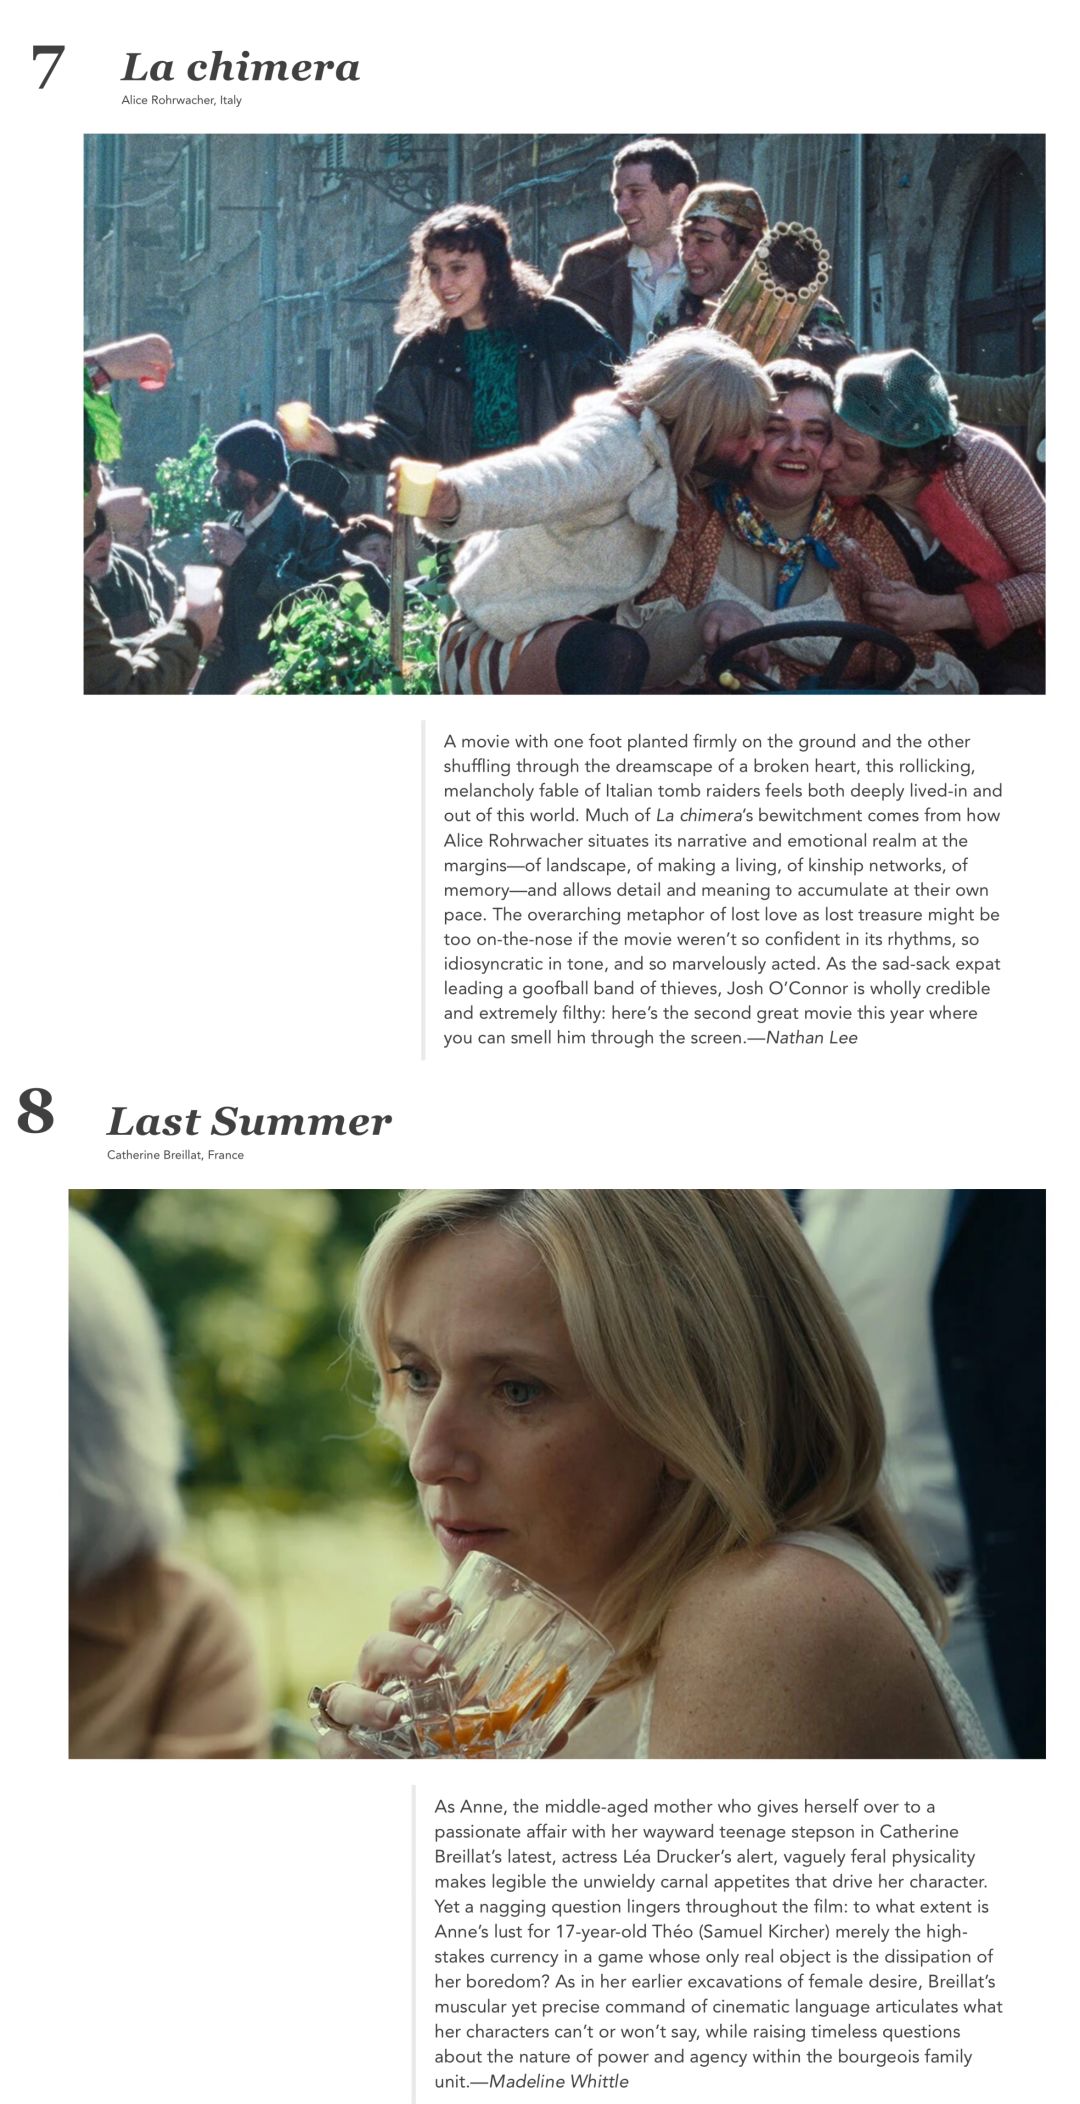 7
La chimera
Alice Rohrwacher, Italy
A movie with one foot planted firmly on the ground and the other
shuffling through the dreamscape of a broken heart, this rollicking,
melancholy fable of Italian tomb raiders feels both deeply lived-in and
out of this world. Much of La chimera’s bewitchment comes from how
Alice Rohrwacher situates its narrative and emotional realm at the
margins—of landscape, of making a living, of kinship networks, of
memory—and allows detail and meaning to accumulate at their own
pace. The overarching metaphor of lost love as lost treasure might be
too on-the-nose if the movie weren’t so confident in its rhythms, so
idiosyncratic in tone, and so marvelously acted. As the sad-sack expat
leading a goofball band of thieves, Josh O’Connor is wholly credible
and extremely filthy: here’s the second great movie this year where
you can smell him through the screen.—Nathan Lee
8
Last Summer
Catherine Breillat, France
As Anne, the middle-aged mother who gives herself over to a
passionate affair with her wayward teenage stepson in Catherine
Breillat’s latest, actress Léa Drucker’s alert, vaguely feral physicality
makes legible the unwieldy carnal appetites that drive her character.
Yet a nagging question lingers throughout the film: to what extent is
Anne’s lust for 17-year-old Théo (Samuel Kircher) merely the high-
stakes currency in a game whose only real object is the dissipation of
her boredom? As in her earlier excavations of female desire, Breillat’s
muscular yet precise command of cinematic language articulates what
her characters can’t or won’t say, while raising timeless questions
about the nature of power and agency within the bourgeois family
unit.—Madeline Whittle